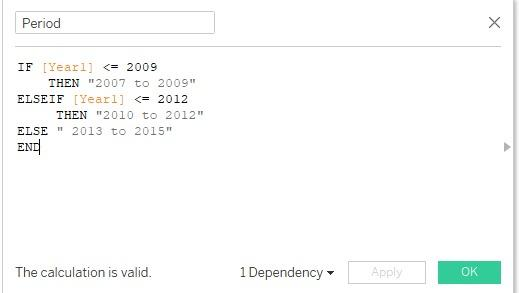 Period
IF [Year1] <= 2009
THEN "2007 to 2009"
ELSEIF [Year1] <= 2012
THEN "2010 to 2012"
ELSE " 2013 to 2015"
END
The calculation is valid.
1 Dependency
Apply
OK